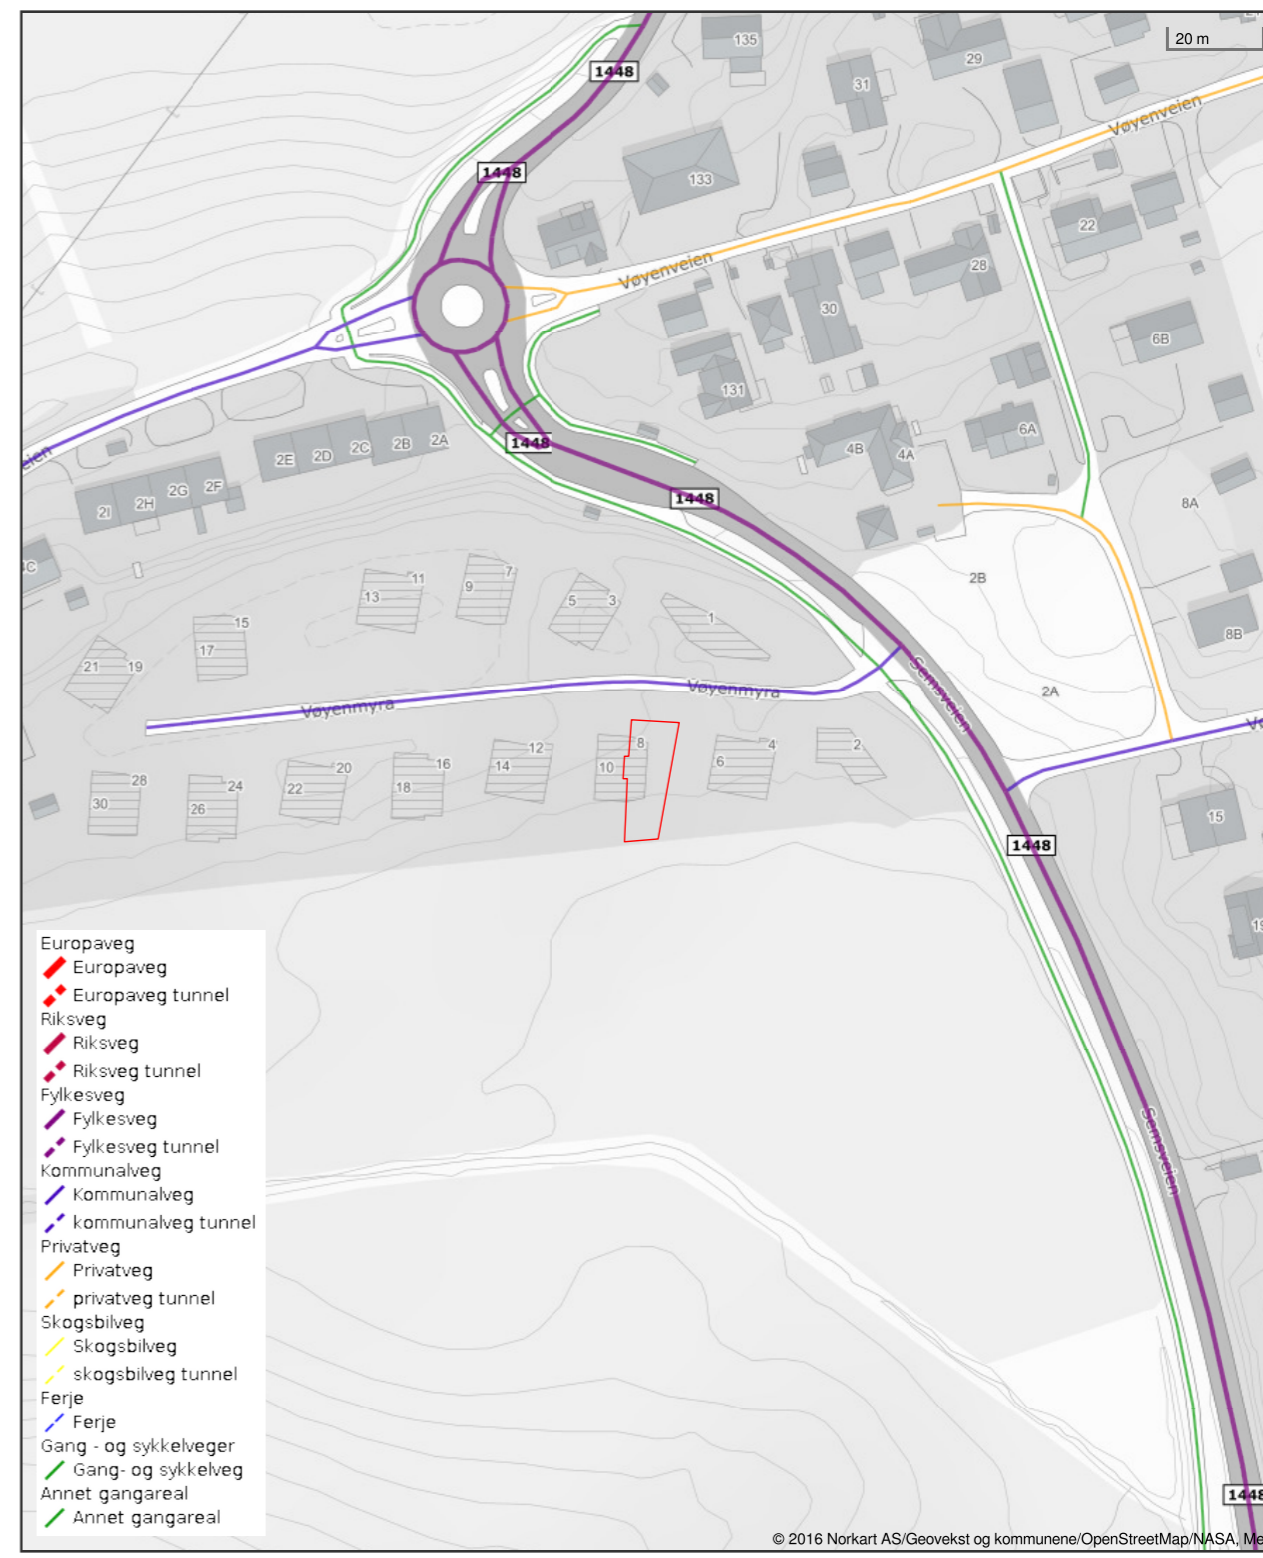 20 m
135
29
31
1448
Vøyenveien
1448
133
22
28
Vøyenveien
30
6B
131
6A
4B
4A
2E
2D
2C
2B
2A
1448
1448
2I
2H
2G
2F
8A
2B
13
11
9
7
5
3
1
15
17
21
19
8B
Vøyenmyra
Vøyenmyra
Semsveien
2A
28
30
24
26
20
22
16
18
12
14
8
10
4
6
2
15
1448
Semsveien
1448
Europaveg
Europaveg
Europaveg tunnel
Riksveg
Riksveg
Riksveg tunnel
Fylkesveg
Fylkesveg
Fylkesveg tunnel
Kommunalveg
Kommunalveg
kommunalveg tunnel
Privatveg
Privatveg
privatveg tunnel
Skogsbilveg
Skogsbilveg
skogsbilveg tunnel
Ferje
Ferje
Gang - og sykkelveger
Gang- og sykkelveg
Annet gangareal
Annet gangareal
© 2016 Norkart AS/Geovekst og kommunene/OpenStreetMap/NASA, Me